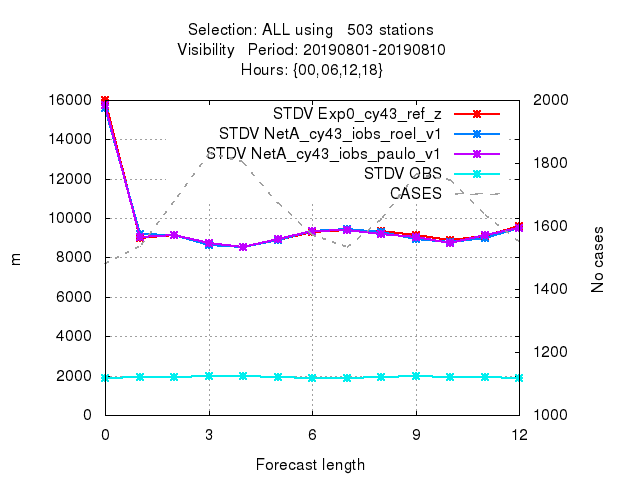 Selection: ALL using   503 stations
Visibility   Period: 20190801-20190810
Hours: {00,06,12,18}
16000
14000
12000
10000
8000
6000
4000
2000
0
m
STDV Exp0_cy43_ref_z
STDV NetA_cy43_iobs_roel_v1
STDV NetA_cy43_iobs_paulo_v1
STDV OBS
CASES
2000
1800
1600
1400
1200
1000
No cases
0 3 6 9 12
Forecast length